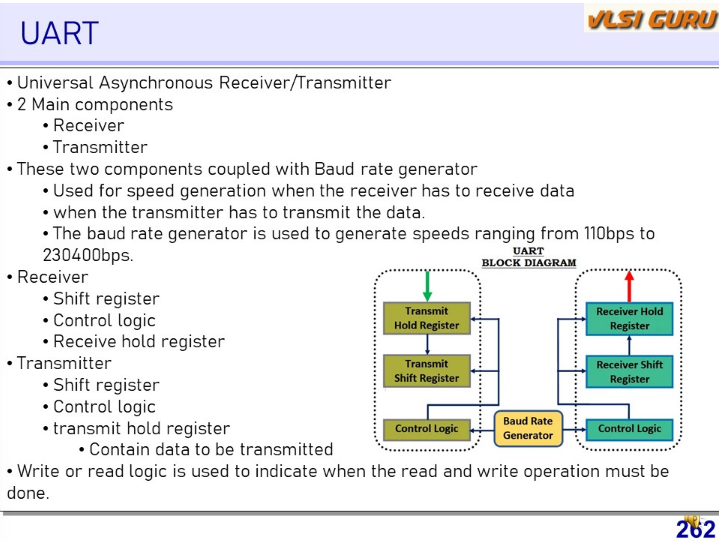 UART
VLSI GURU
• Universal Asynchronous Receiver/Transmitter
• 2 Main components
• Receiver
• Transmitter
• These two components coupled with Baud rate generator
• Used for speed generation when the receiver has to receive data
• when the transmitter has to transmit the data.
• The baud rate generator is used to generate speeds ranging from 110bps to
230400bps.
• Receiver
• Shift register
• Control logic
• Receive hold register
• Transmitter
• Shift register
• Control logic
• transmit hold register
• Contain data to be transmitted
• Write or read logic is used to indicate when the read and write operation must be
done.
UART
BLOCK DIAGRAM
Transmit
Hold Register
Transmit
Shift Register
Control Logic
Baud Rate
Generator
Receiver Hold
Register
Receiver Shift
Register
Control Logic
262